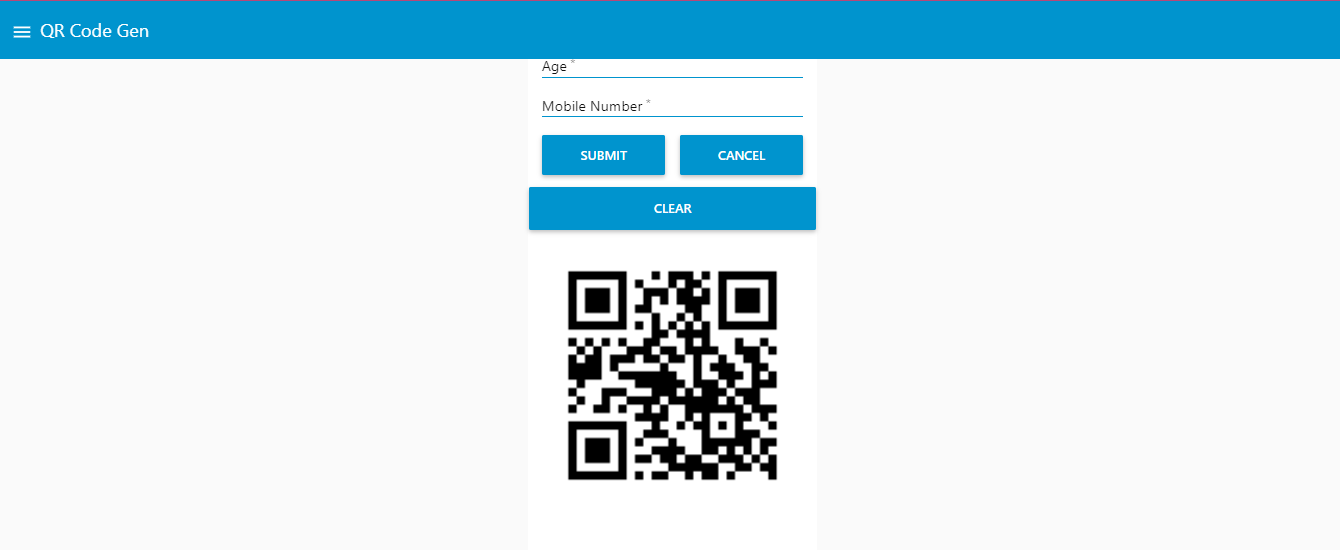 QR Code Gen
Age *
Mobile Number *
SUBMIT CANCEL
CLEAR